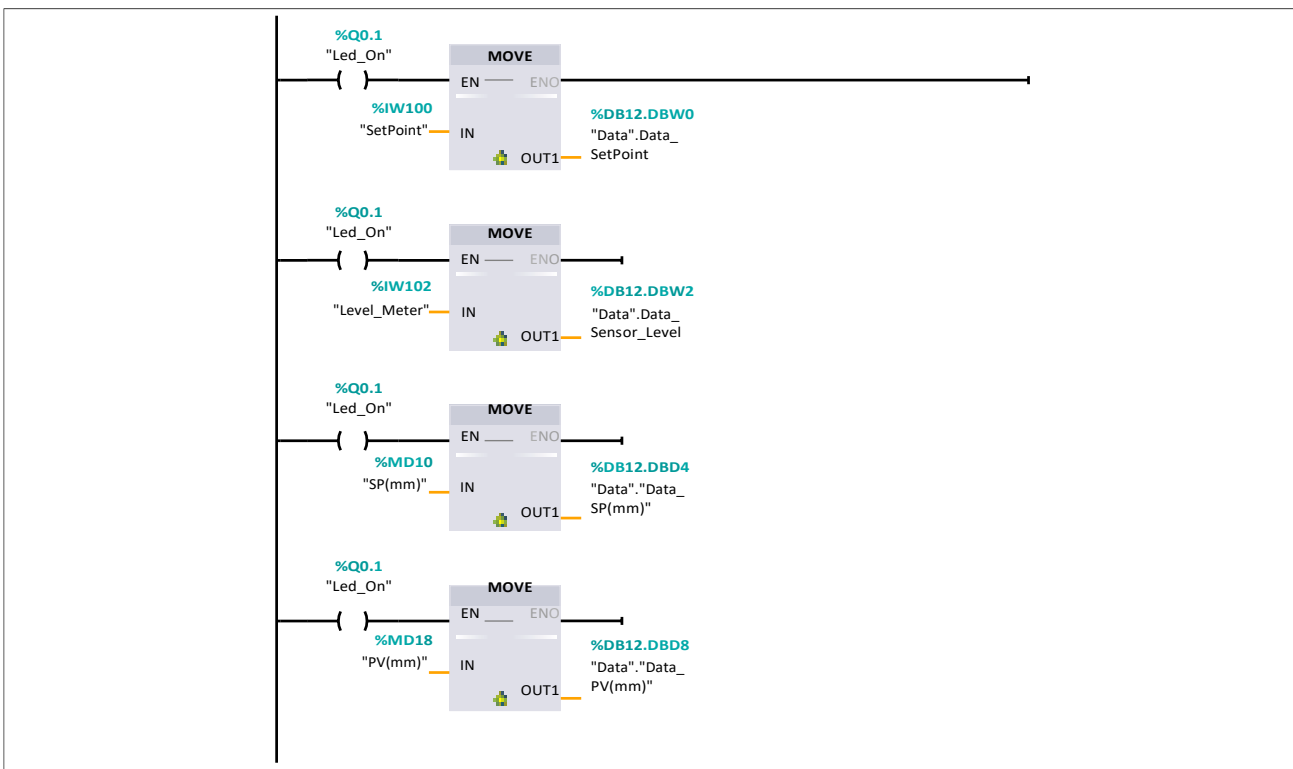 %Q0.1
"Led_On"
MOVE
EN ENO
%IW100
"SetPoint"
IN
%DB12.DBW0
"Data".Data_
SetPoint
OUT1
%Q0.1
"Led_On"
MOVE
EN ENO
%IW102
"Level_Meter"
IN
%DB12.DBW2
"Data".Data_
Sensor_Level
OUT1
%Q0.1
"Led_On"
MOVE
EN ENO
%MD10
"SP(mm)"
IN
%DB12.DBD4
"Data"."Data_
SP(mm)"
OUT1
%Q0.1
"Led_On"
MOVE
EN ENO
%MD18
"PV(mm)"
IN
%DB12.DBD8
"Data"."Data_
PV(mm)"
OUT1